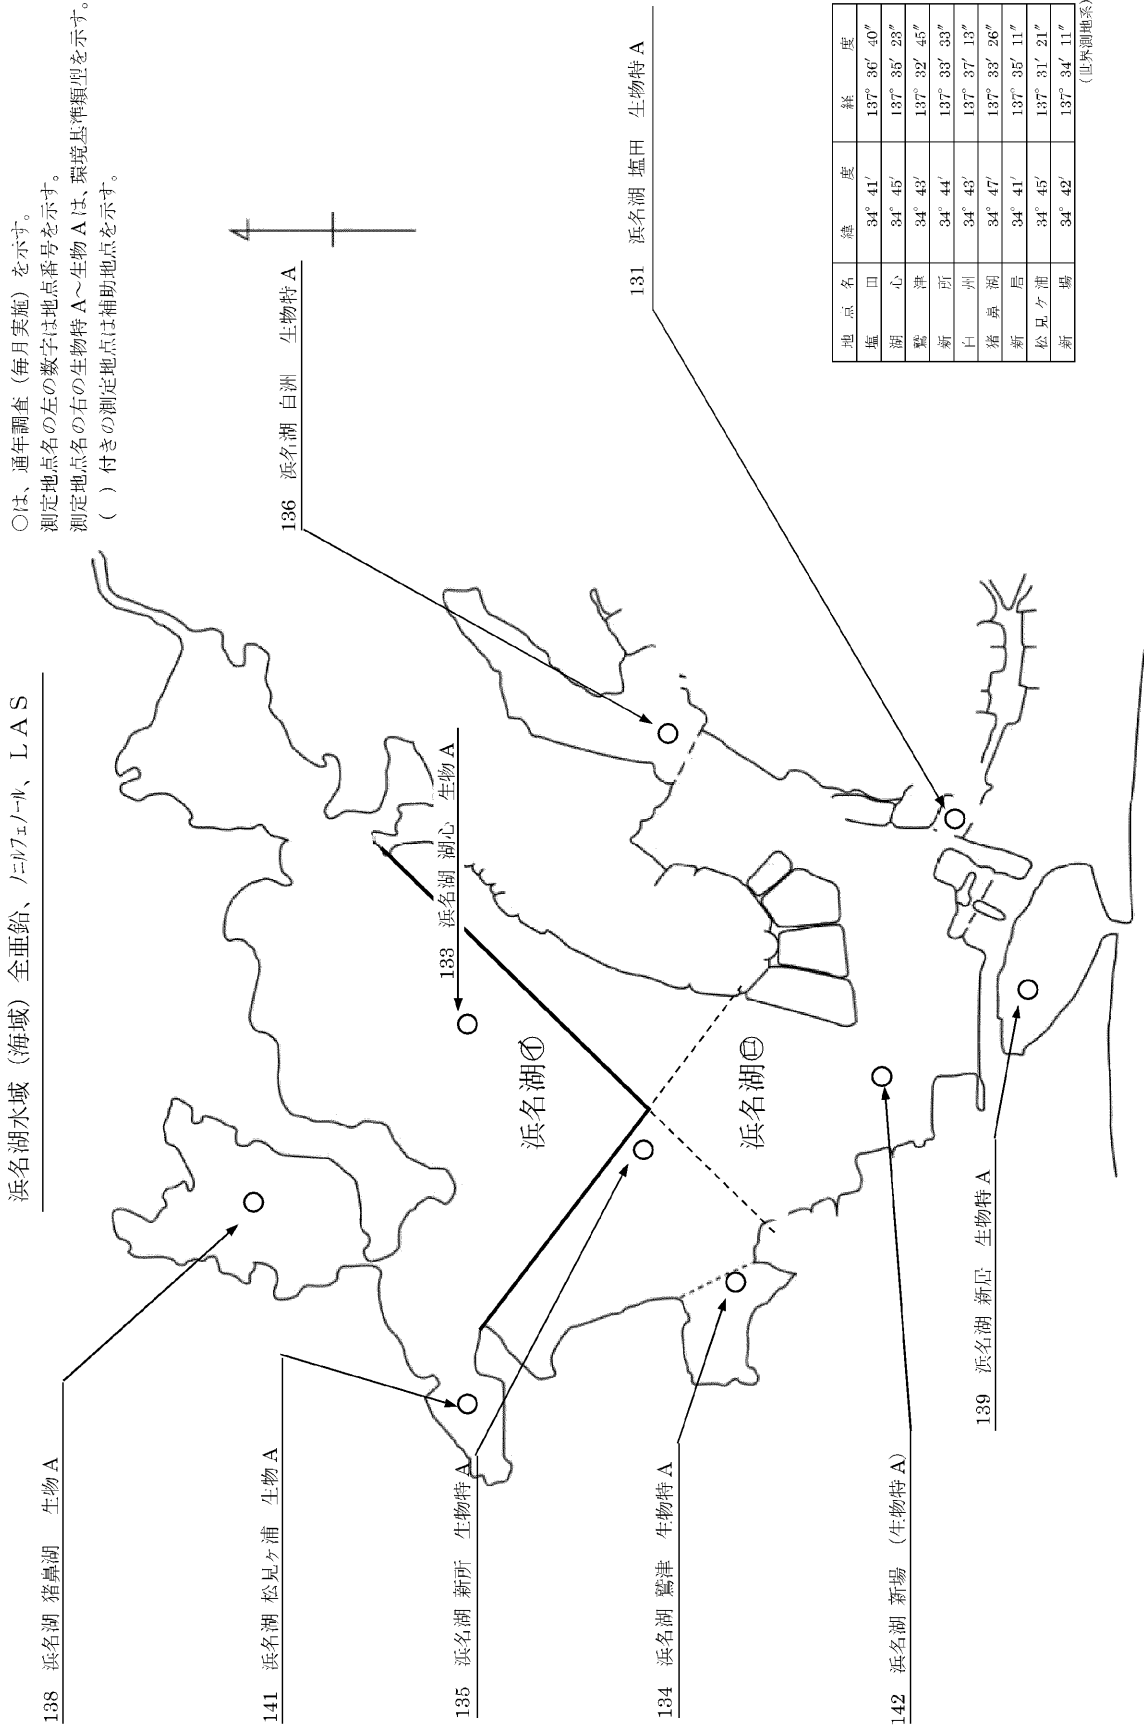 浜名湖水域（海域）全亜鉛、ﾉﾆﾙﾌｪﾉｰﾙ、ＬＡＳ
○は、通年調査（毎月実施）を示す。
測定地点名の左の数字は地点番号を示す。
測定地点名の右の生物特A～生物Aは、環境基準類型を示す。
（ ）付きの測定地点は補助地点を示す。
138 浜名湖 猪鼻湖 生物A
141 浜名湖 松見ヶ浦 生物A
135 浜名湖 新所 生物特A
134 浜名湖 鷲津 生物特A
142 浜名湖 新場 （生物特A）
139 浜名湖 新居 生物特A
133 浜名湖 湖心 生物A
136 浜名湖 白洲 生物特A
131 浜名湖 塩田 生物特A
浜名湖㋑
浜名湖㋺
地点名 緯度 経度
塩田 34° 41′ 137° 36′ 40″
湖心 34° 45′ 137° 35′ 23″
鷲津 34° 43′ 137° 32′ 45″
新所 34° 44′ 137° 33′ 33″
白州 34° 43′ 137° 37′ 13″
猪鼻湖 34° 47′ 137° 33′ 26″
新居 34° 41′ 137° 35′ 11″
松見ヶ浦 34° 45′ 137° 31′ 21″
新場 34° 42′ 137° 34′ 11″
（世界測地系）